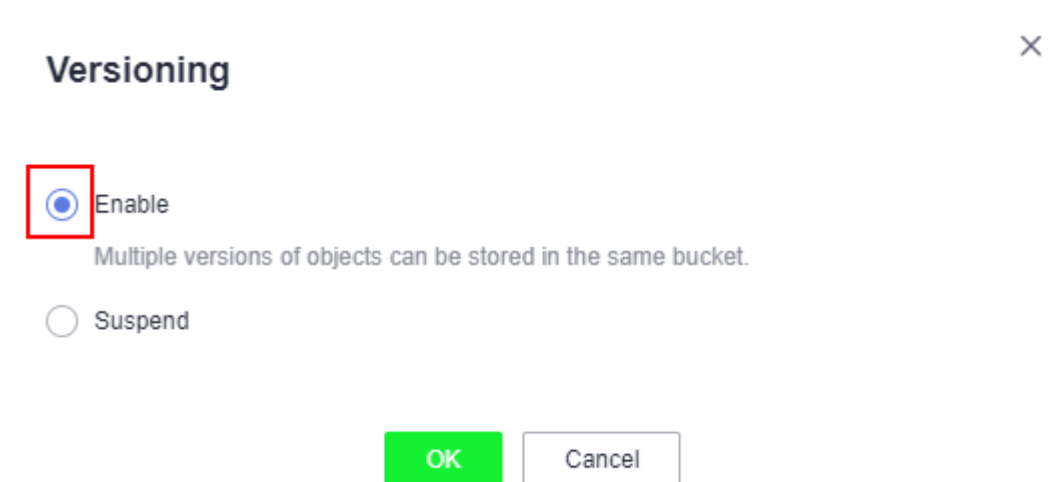 Versioning
Enable
Multiple versions of objects can be stored in the same bucket.
Suspend
OK Cancel